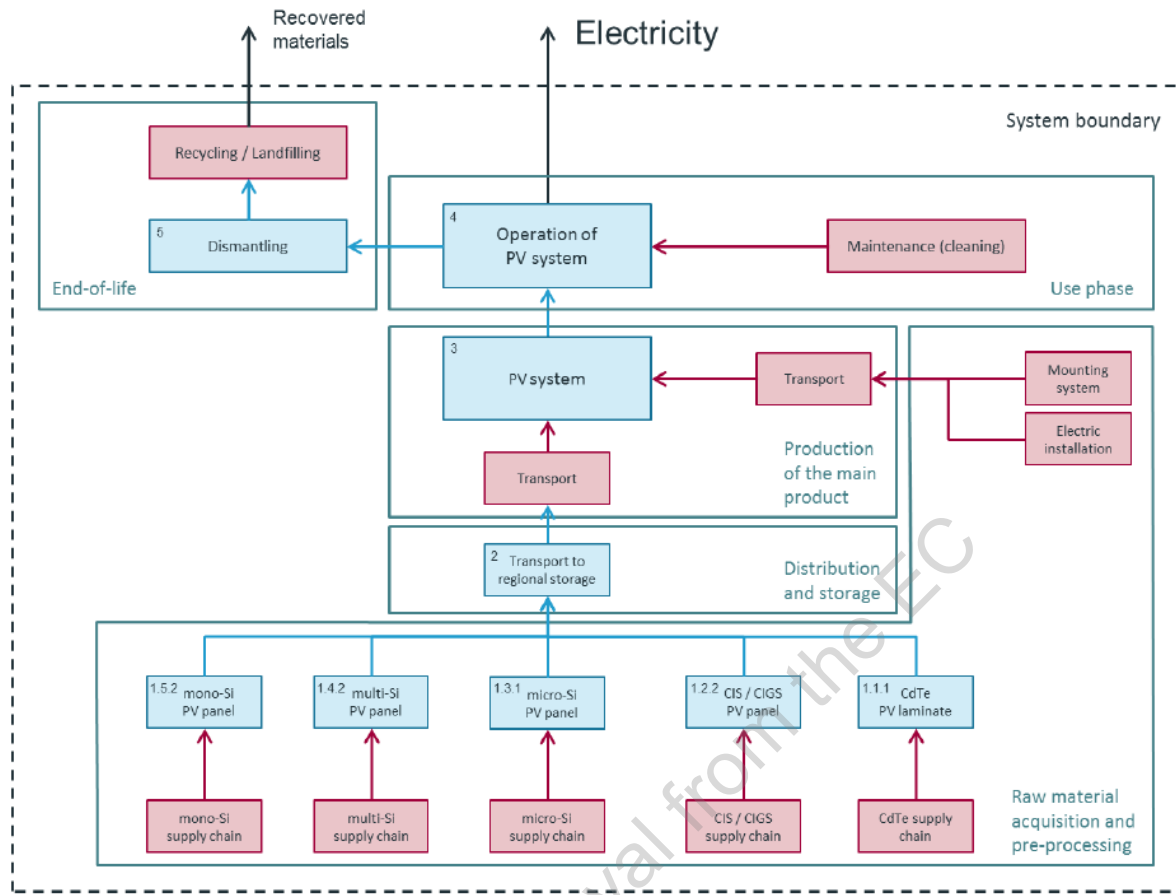 Recovered
materials
Electricity
System boundary
Recycling / Landfilling
5
Dismantling
End-of-life
4
Operation of
PV system
Maintenance (cleaning)
Use phase
3
PV system
Transport
Mounting
system
Electric
installation
Transport
Production
of the main
product
2
Transport to
regional storage
Distribution
and storage
1.5.2 mono-Si
PV panel
1.4.2 multi-Si
PV panel
1.3.1 micro-Si
PV panel
1.2.2 CIS / CIGS
PV panel
1.1.1 CdTe
PV laminate
mono-Si
supply chain
multi-Si
supply chain
micro-Si
supply chain
CIS / CIGS
supply chain
CdTe supply
chain
Raw material
acquisition and
pre-processing
val from the EC